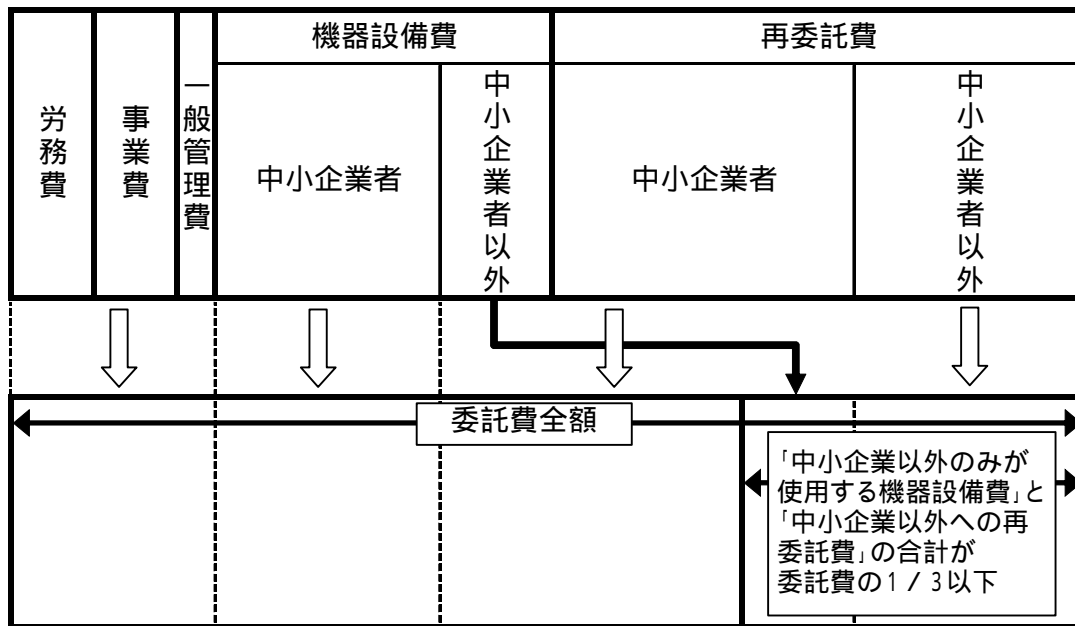 労務費
事業費
一般管理費
機器設備費
中小企業者
中小企業者以外
再委託費
中小企業者
中小企業者以外
委託費全額
「中小企業以外のみが
使用する機器設備費」と
「中小企業以外への再
委託費」の合計が
委託費の1/3以下